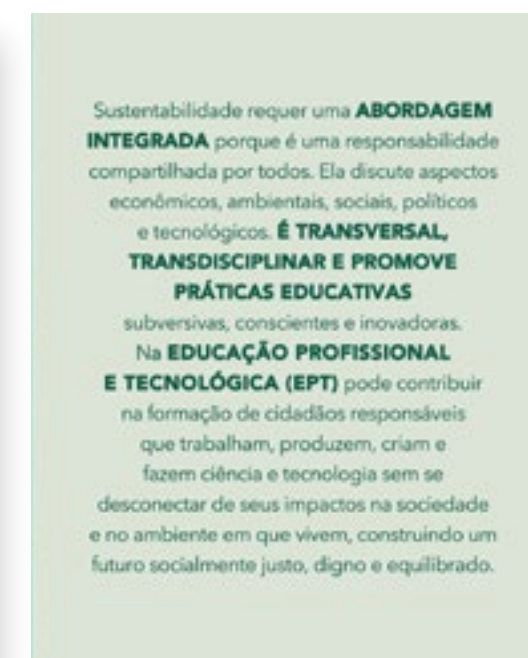 Sustentabilidade requer uma ABORDAGEM
INTEGRADA porque é uma responsabilidade
compartilhada por todos. Ela discute aspectos
econômicos, ambientais, sociais, políticos
e tecnológicos. É TRANSVERSAL,
TRANSDISCIPLINAR E PROMOVE
PRÁTICAS EDUCATIVAS
subversivas, conscientes e inovadoras.
Na EDUCAÇÃO PROFISSIONAL
E TECNOLÓGICA (EPT) pode contribuir
na formação de cidadãos responsáveis
que trabalham, produzem, criam e
fazem ciência e tecnologia sem se
desconectar de seus impactos na sociedade
e no ambiente em que vivem, construindo um
futuro socialmente justo, digno e equilibrado.